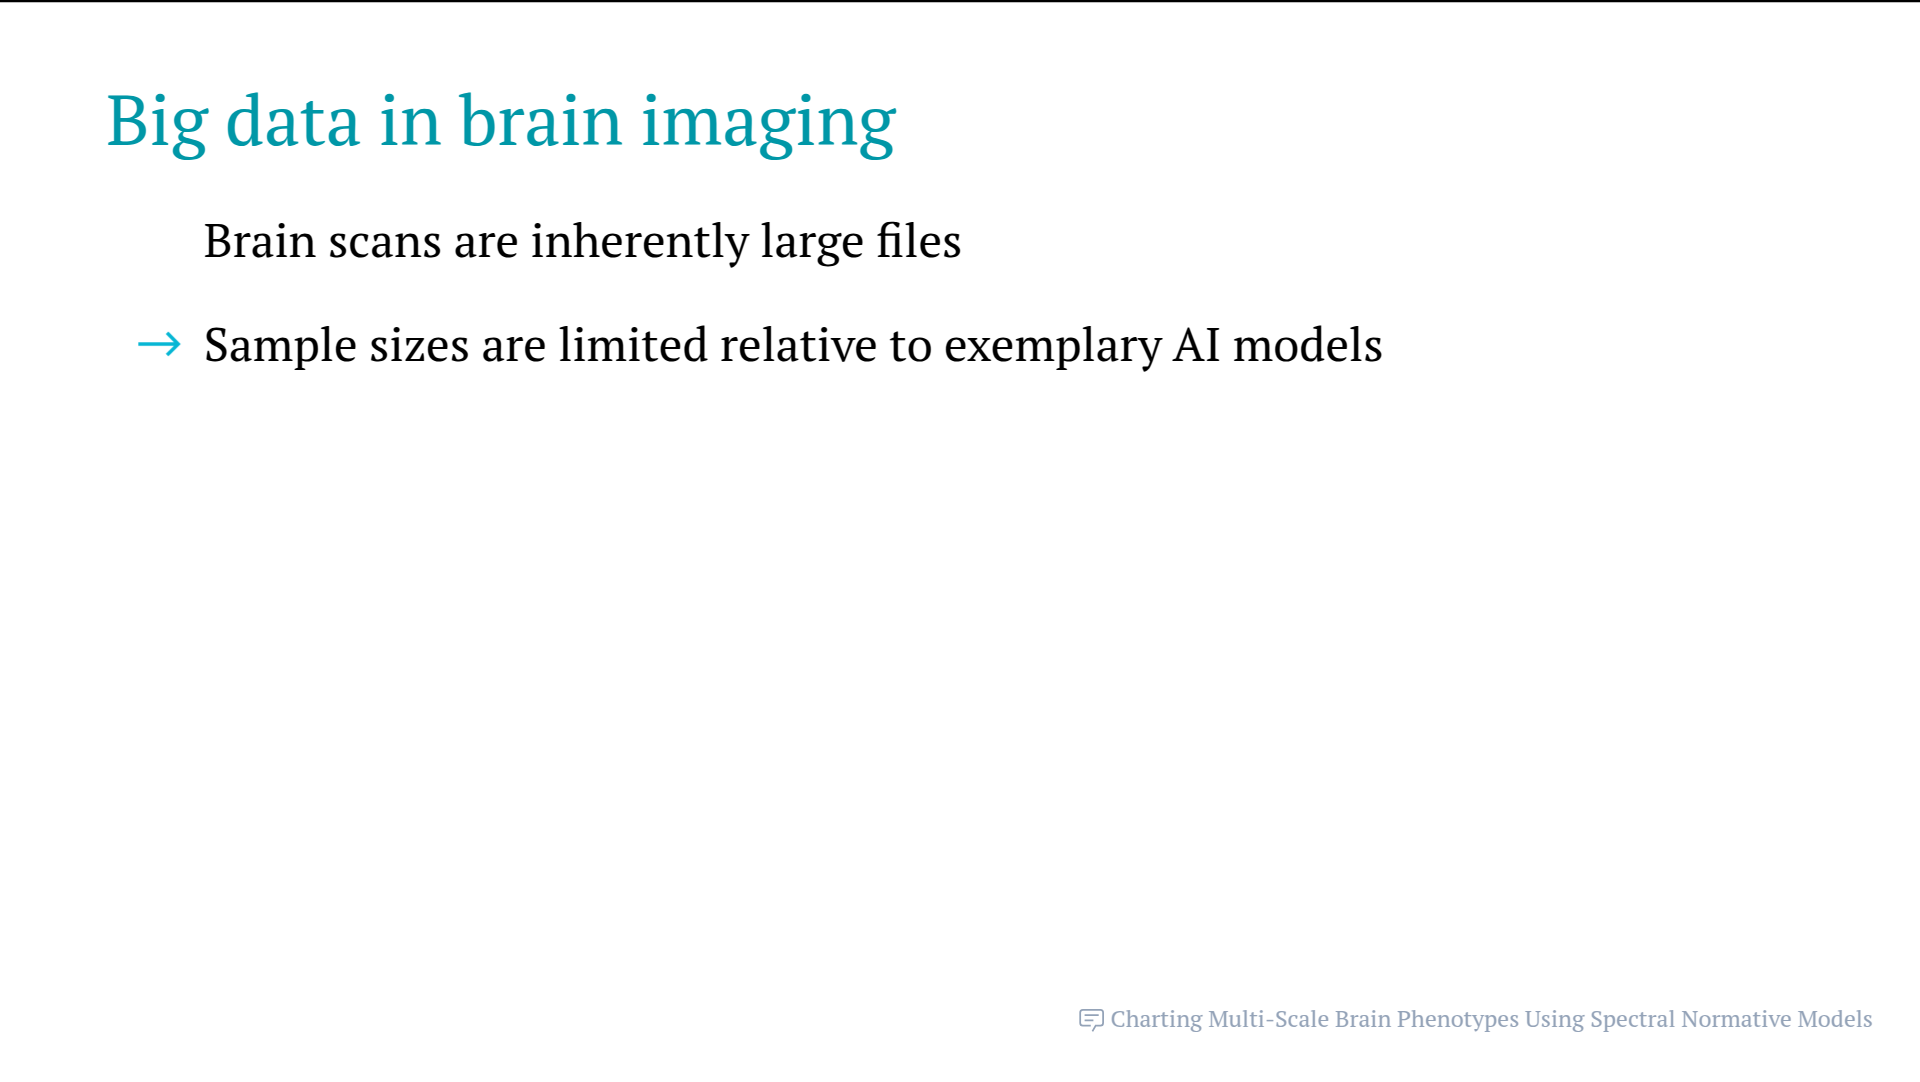 Big data in brain imaging
Brain scans are inherently large files
→ Sample sizes are limited relative to exemplary AI models
Charting Multi-Scale Brain Phenotypes Using Spectral Normative Models